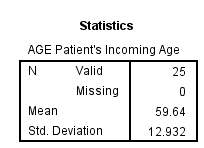 Statistics
AGE Patient's Incoming Age
N Valid 25
Missing 0
Mean 59.64
Std. Deviation 12.932